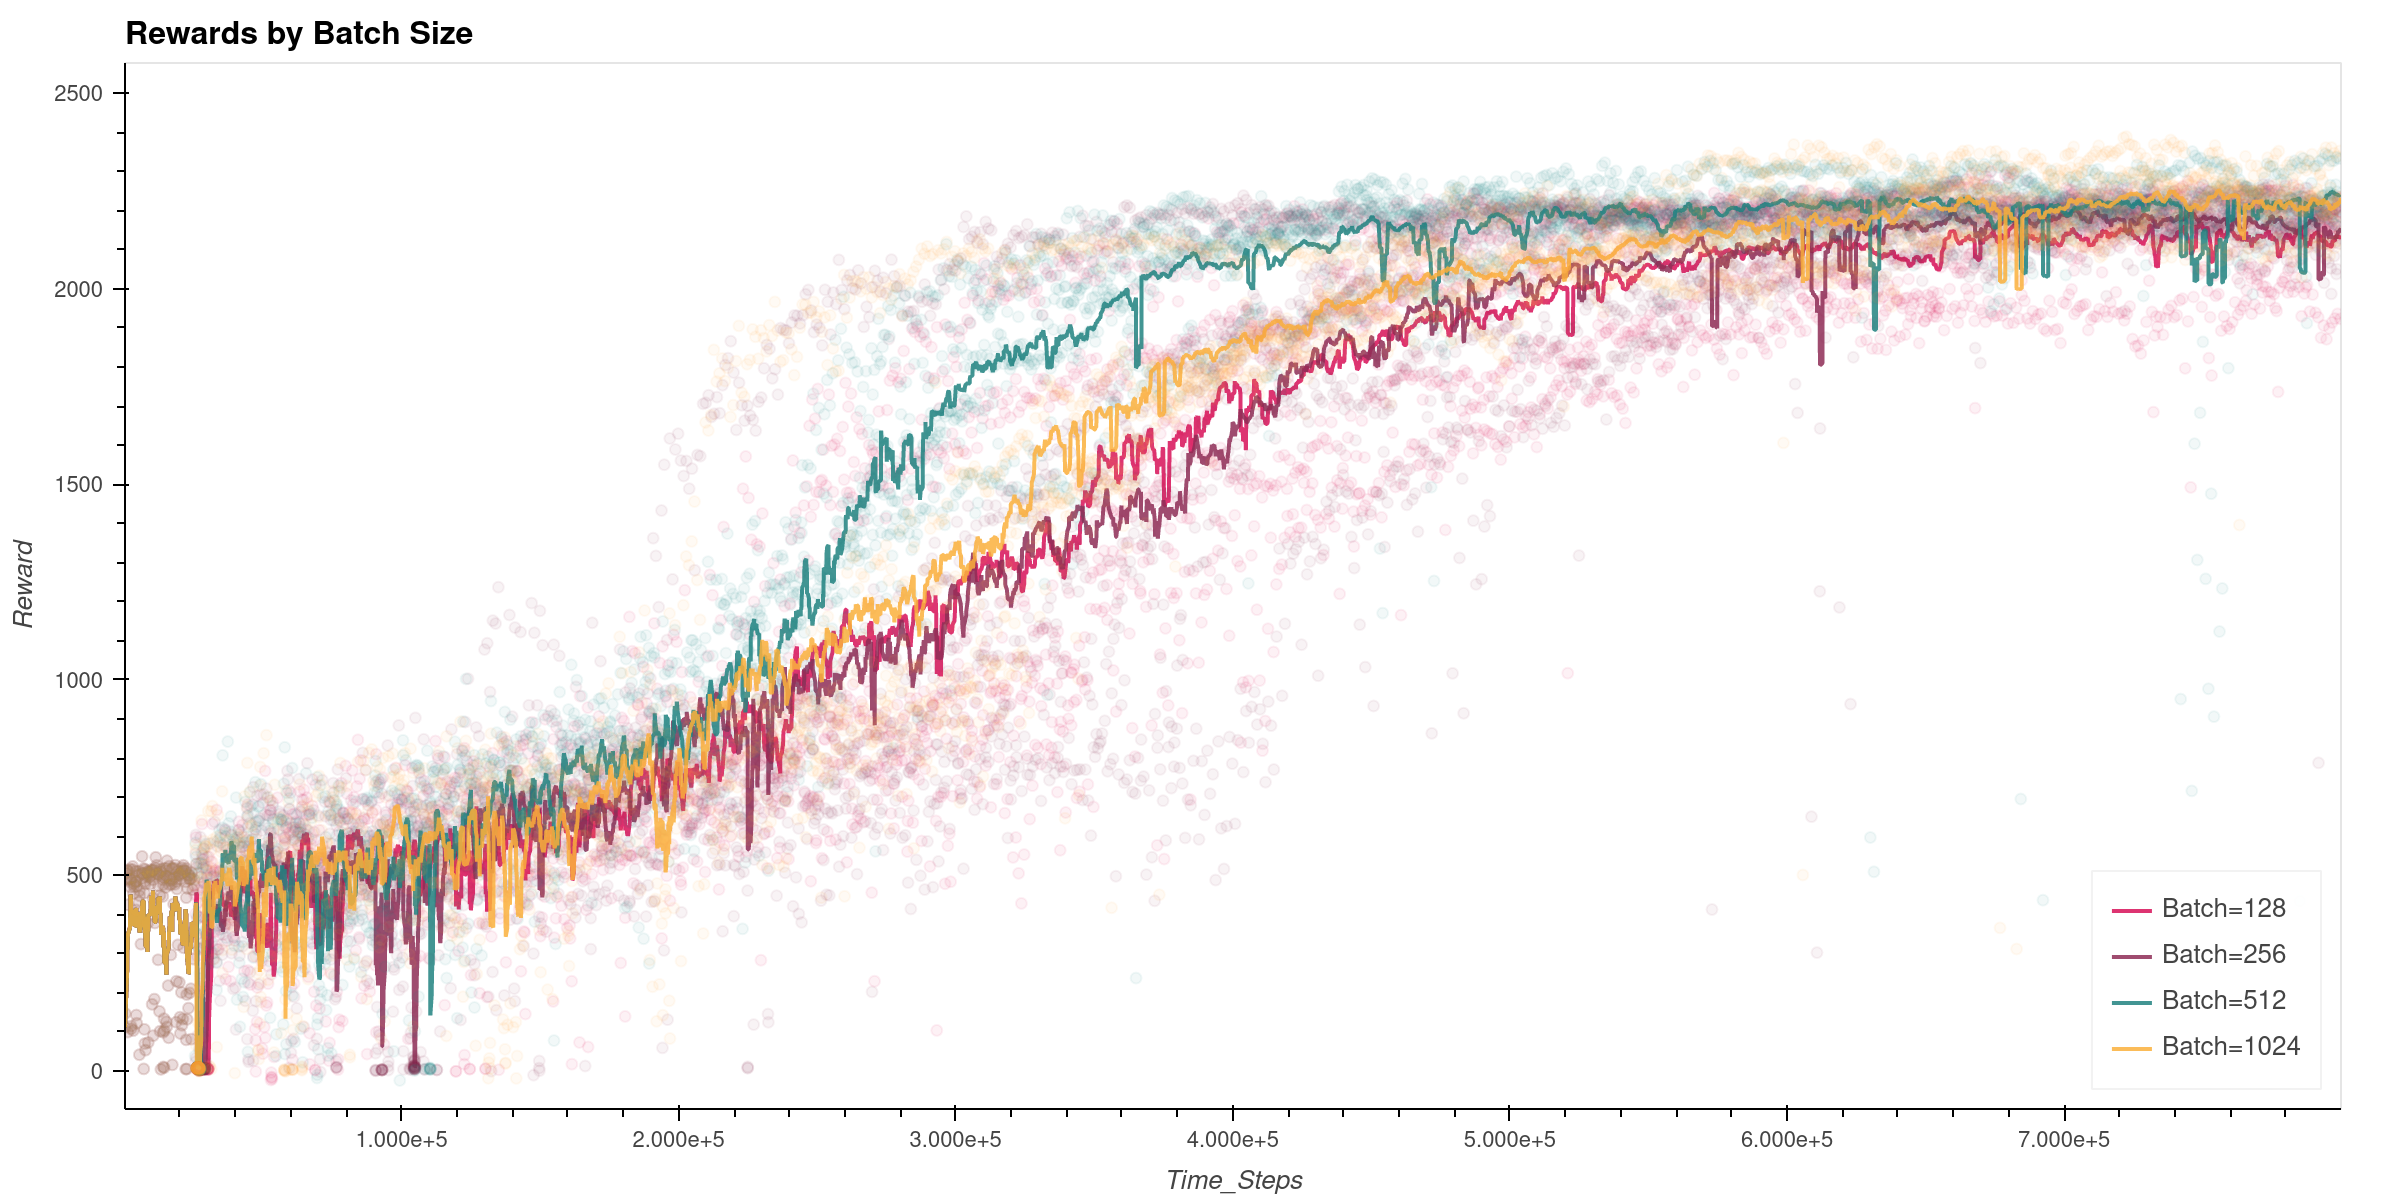 Rewards by Batch Size
2500
2000
1500
1000
500
0
Reward
1.000e+5 2.000e+5 3.000e+5 4.000e+5 5.000e+5 6.000e+5 7.000e+5
Time_Steps
Batch=128
Batch=256
Batch=512
Batch=1024